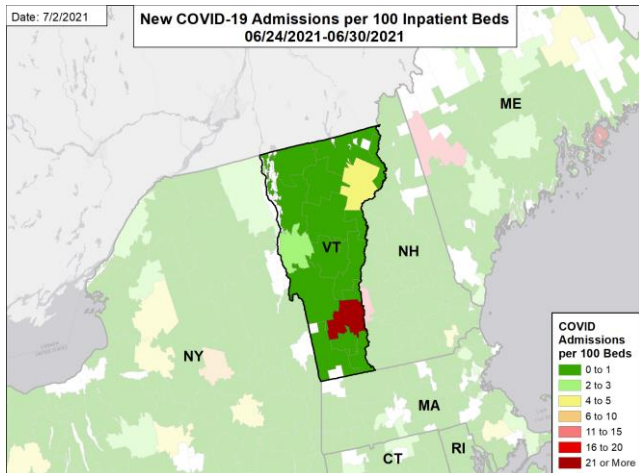 Date: 7/2/2021
New COVID-19 Admissions per 100 Inpatient Beds
06/24/2021-06/30/2021
ME
VT
NH
NY
MA
CT
RI
COVID
Admissions
per 100 Beds
0 to 1
2 to 3
4 to 5
6 to 10
11 to 15
16 to 20
21 or More